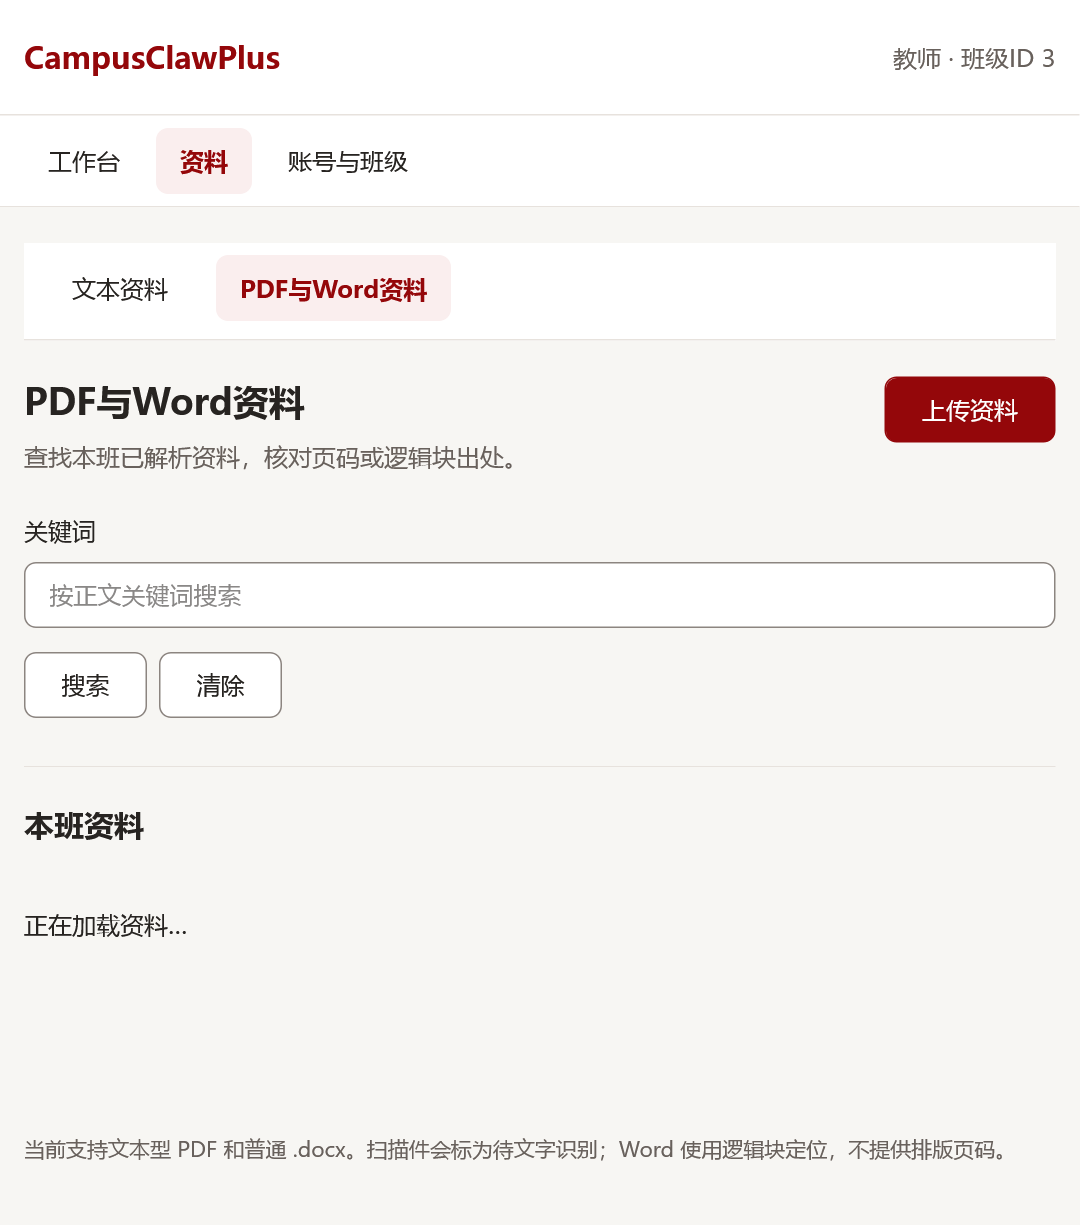 CampusClawPlus
教师 · 班级ID 3
工作台 资料 账号与班级
文本资料 PDF与Word资料
PDF与Word资料
上传资料
查找本班已解析资料，核对页码或逻辑块出处。
关键词
按正文关键词搜索
搜索 清除
本班资料
正在加载资料...
当前支持文本型 PDF 和普通 .docx。扫描件会标为待文字识别；Word 使用逻辑块定位，不提供排版页码。